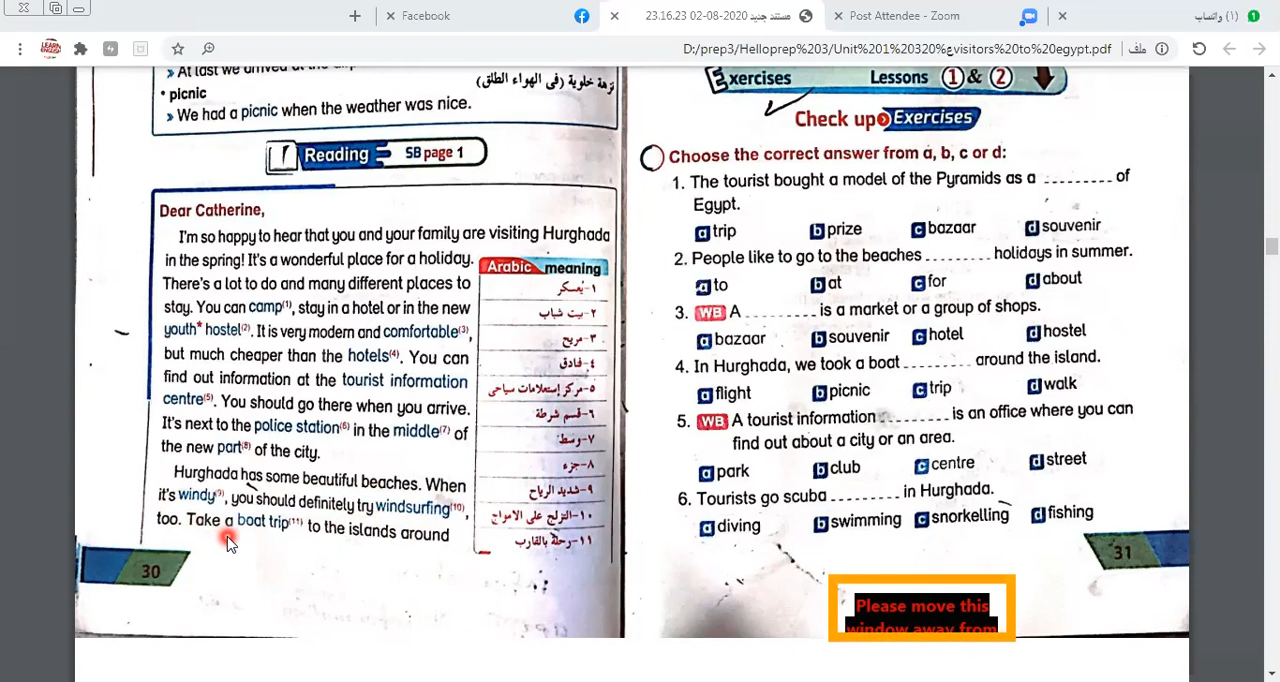 Facebook
مستند جديد 2020-08-02 23.16.23
Post Attendee - Zoom
(١) واتساب
1
ملف
D:/prep3/Helloprep%203/Unit%201%20320%عvisitors%20to%20egypt.pdf
» At last we arrived at the
• picnic
نزهة خلوية (فى الهواء الطلق)
» We had a picnic when the weather was nice.
Reading SB page 1
Dear Catherine,
I'm so happy to hear that you and your family are visiting Hurghada
in the spring! It's a wonderful place for a holiday.
There's a lot to do and many different places to
stay. You can camp(1), stay in a hotel or in the new
youth* hostel(2). It is very modern and comfortable(3),
but much cheaper than the hotels(4). You can
find out information at the tourist information
centre(5). You should go there when you arrive.
It's next to the police station(6) in the middle(7) of
the new part(8) of the city.
Hurghada has some beautiful beaches. When
it's windy(9), you should definitely try windsurfing(10),
too. Take a boat trip(11) to the islands around
Arabic meaning
١- يُعسكر
٢- بيت شباب
٣- مريح
٤- فنادق
٥- مركز إستعلامات سياحى
٦- قسم شرطة
٧- وسط
٨- جزء
٩- شديد الرياح
١٠- التزلج على الامواج
١١- رحلة بالقارب
30
Exercises Lessons 1 & 2
Check up Exercises
Choose the correct answer from a, b, c or d:
1. The tourist bought a model of the Pyramids as a _________ of
Egypt.
a trip b prize c bazaar d souvenir
2. People like to go to the beaches _________ holidays in summer.
a to b at c for d about
3. WB A _________ is a market or a group of shops.
a bazaar b souvenir c hotel d hostel
4. In Hurghada, we took a boat _________ around the island.
a flight b picnic c trip d walk
5. WB A tourist information _________ is an office where you can
find out about a city or an area.
a park b club c centre d street
6. Tourists go scuba _________ in Hurghada.
a diving b swimming c snorkelling d fishing
31
Please move this
window away from